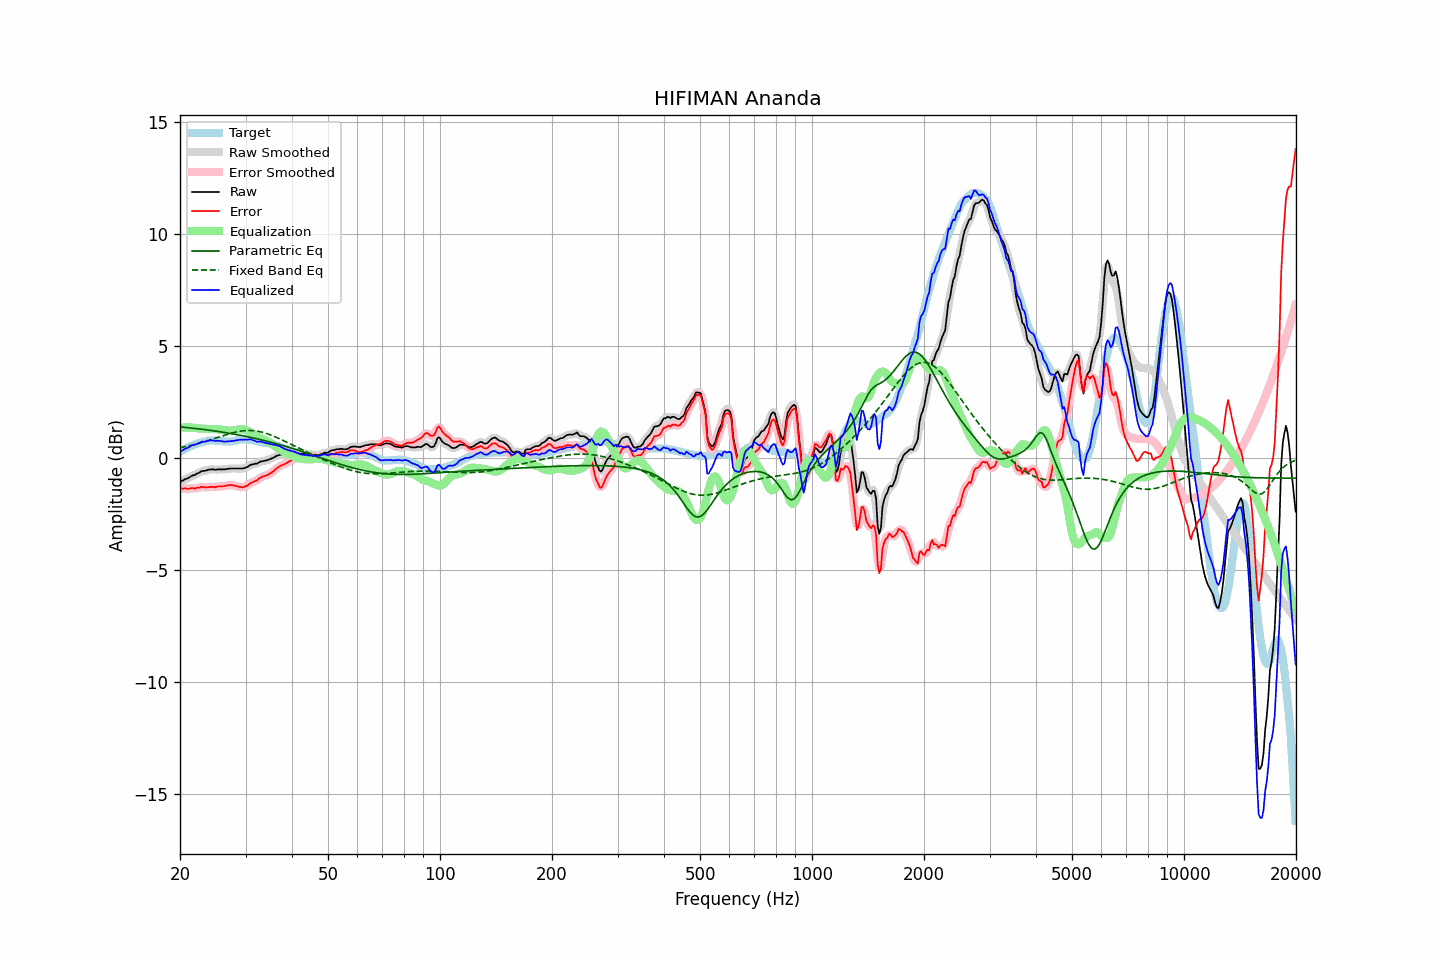 HIFIMAN Ananda
Target
Raw Smoothed
Error Smoothed
Raw
Error
Equalization
Parametric Eq
Fixed Band Eq
Equalized
15
10
5
0
−5
−10
−15
Amplitude (dBr)
20
50
100
200
500
1000
2000
5000
10000
20000
Frequency (Hz)